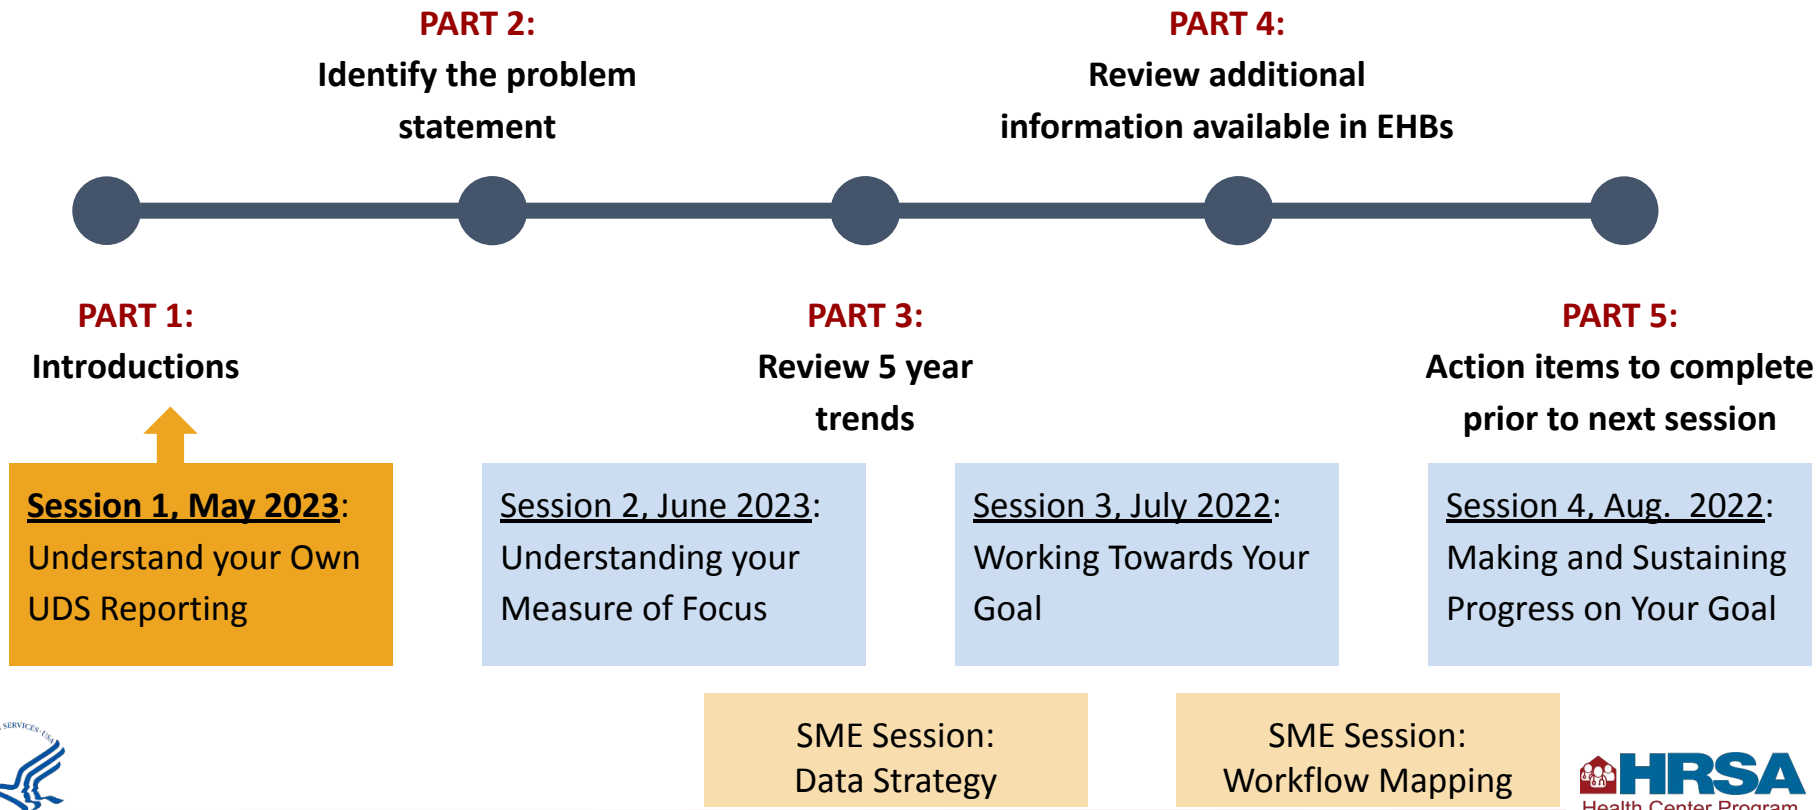 PART 2:
Identify the problem
statement
PART 4:
Review additional
information available in EHBs
PART 1:
Introductions
PART 3:
Review 5 year
trends
PART 5:
Action items to complete
prior to next session
Session 1, May 2023:
Understand your Own
UDS Reporting
Session 2, June 2023:
Understanding your
Measure of Focus
Session 3, July 2022:
Working Towards Your
Goal
Session 4, Aug.  2022:
Making and Sustaining
Progress on Your Goal
SME Session:
Data Strategy
SME Session:
Workflow Mapping
SERVICES·USA
HRSA
Health Center Program